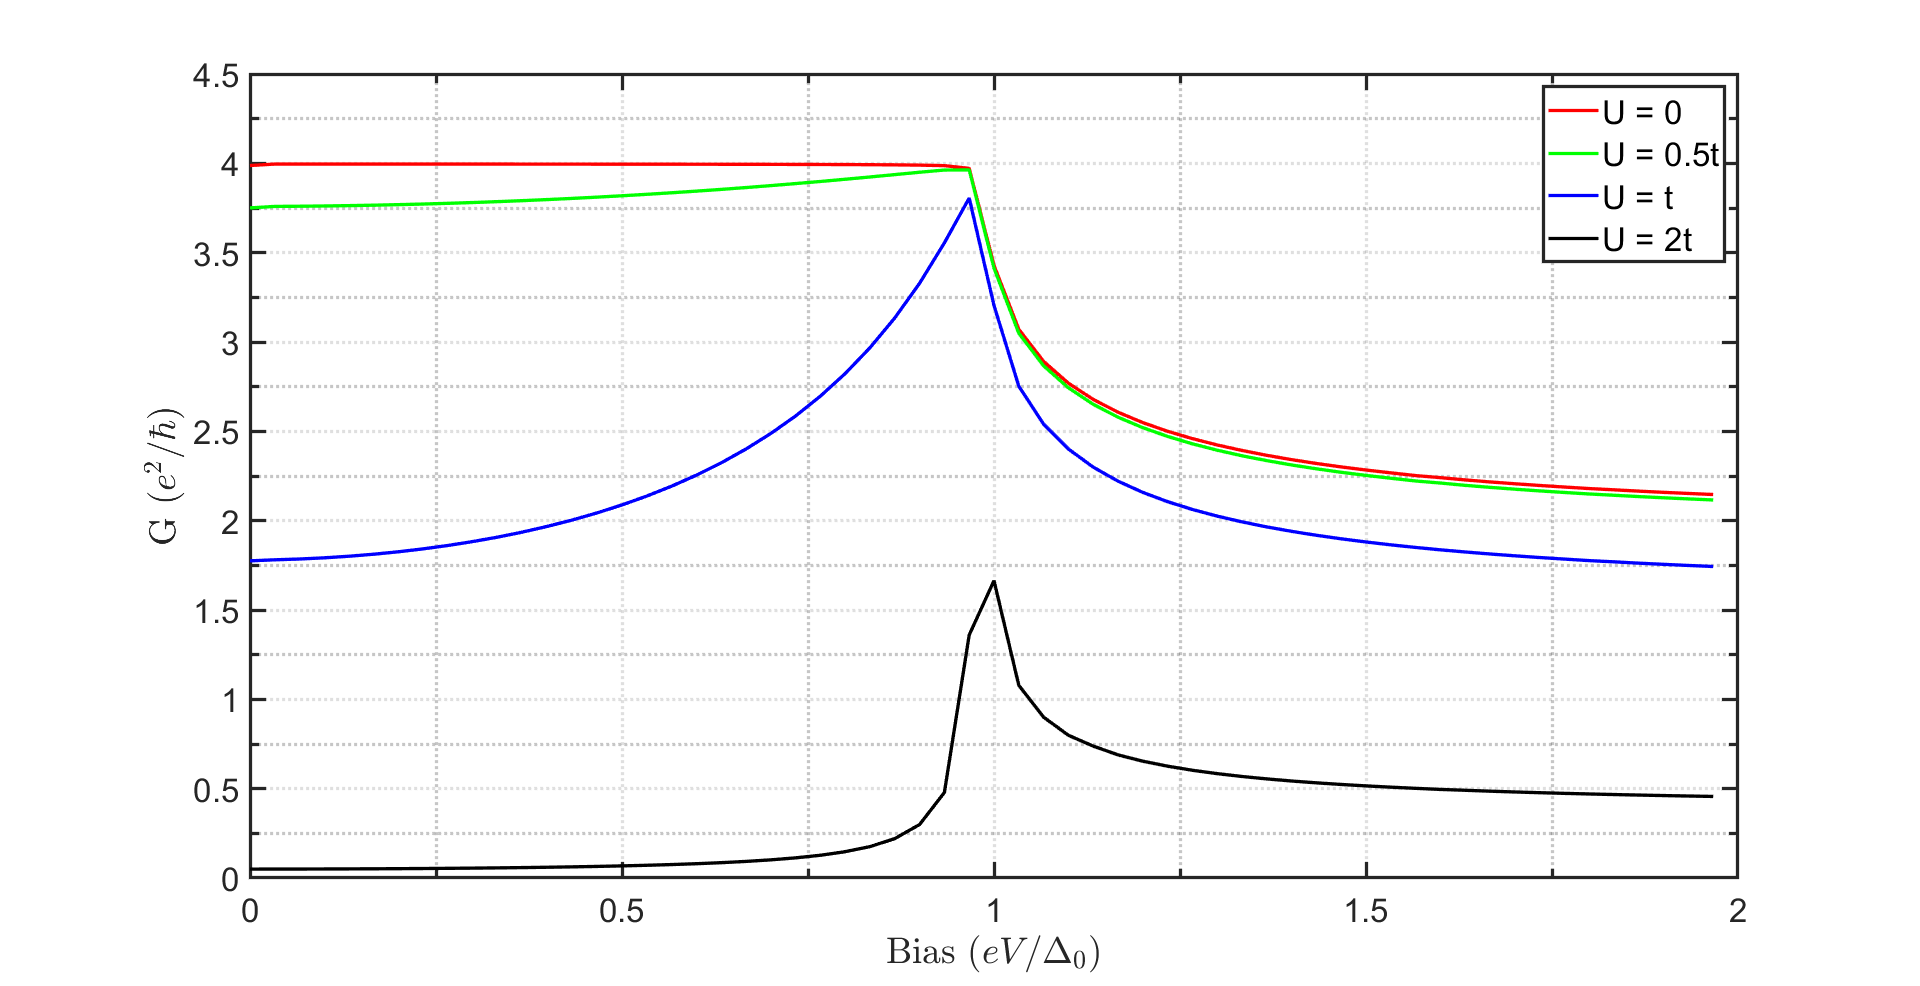 4.5
4
3.5
3
2.5
2
1.5
1
0.5
0
0
0.5
1
1.5
2
G (e²/ℏ)
Bias (eV/Δ₀)
U = 0
U = 0.5t
U = t
U = 2t